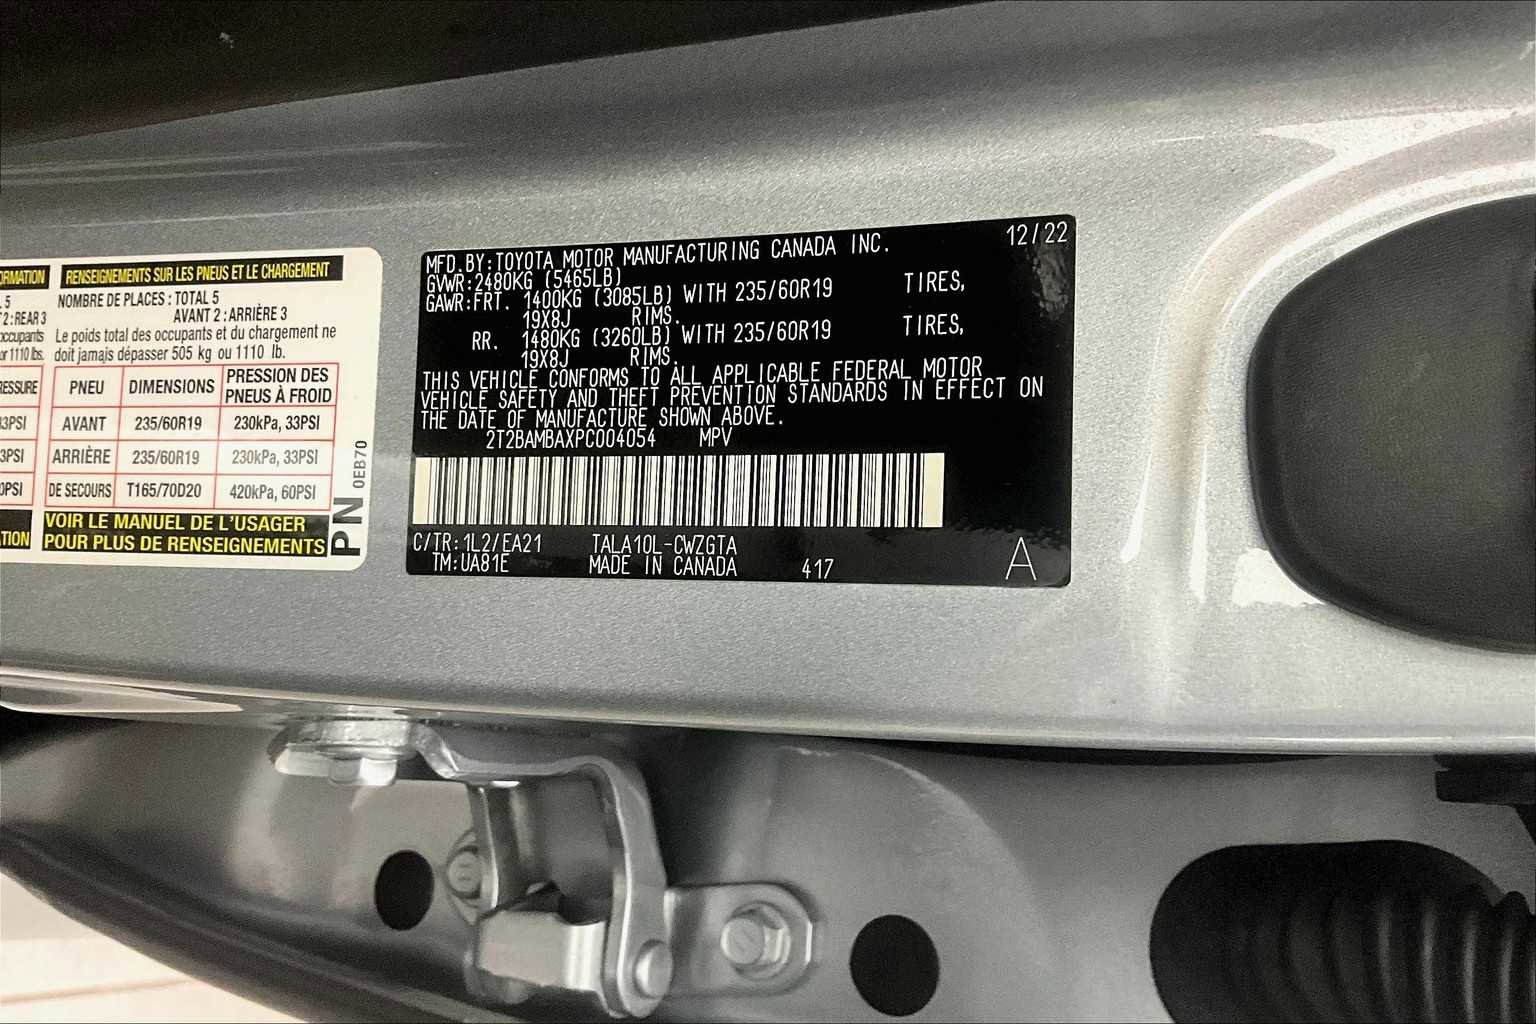 ORMATION
RENSEIGNEMENTS SUR LES PNEUS ET LE CHARGEMENT
L 5
2 : REAR 3
occupants
or 1110 lbs.
NOMBRE DE PLACES : TOTAL 5
AVANT 2 : ARRIÈRE 3
Le poids total des occupants et du chargement ne
doit jamais dépasser 505 kg ou 1110 lb.
RESSURE
33PSI
3PSI
0PSI
TION
PNEU DIMENSIONS PRESSION DES
PNEUS À FROID
AVANT 235/60R19 230kPa, 33PSI
ARRIÈRE 235/60R19 230kPa, 33PSI
DE SECOURS T165/70D20 420kPa, 60PSI
VOIR LE MANUEL DE L'USAGER
POUR PLUS DE RENSEIGNEMENTS
PN 0EB70
12/22
MFD.BY:TOYOTA MOTOR MANUFACTURING CANADA INC.
GVWR:2480KG (5465LB)
GAWR:FRT. 1400KG (3085LB) WITH 235/60R19 TIRES,
19X8J RIMS.
RR. 1480KG (3260LB) WITH 235/60R19 TIRES,
19X8J RIMS.
THIS VEHICLE CONFORMS TO ALL APPLICABLE FEDERAL MOTOR
VEHICLE SAFETY AND THEFT PREVENTION STANDARDS IN EFFECT ON
THE DATE OF MANUFACTURE SHOWN ABOVE.
2T2BAMBAXPC004054 MPV
C/TR:1L2/EA21 TALA10L-CWZGTA
TM:UA81E MADE IN CANADA 417 A